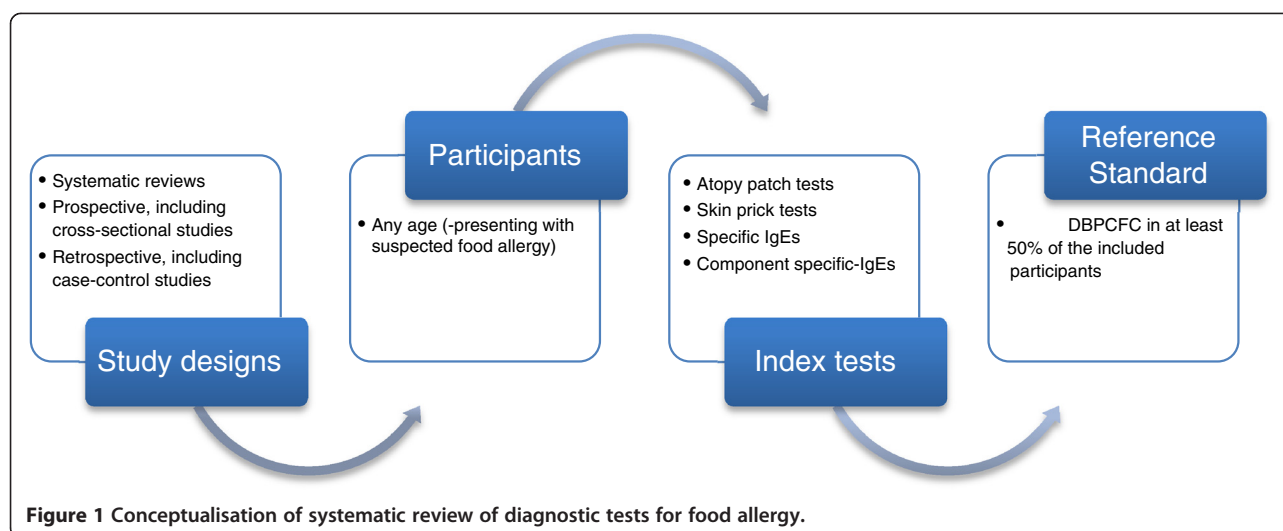 Study designs
• Systematic reviews
• Prospective, including
cross-sectional studies
• Retrospective, including
case-control studies
Participants
• Any age (-presenting with
suspected food allergy)
Index tests
• Atopy patch tests
• Skin prick tests
• Specific IgEs
• Component specific-IgEs
Reference
Standard
• DBPCFC in at least
50% of the included
participants
Figure 1 Conceptualisation of systematic review of diagnostic tests for food allergy.